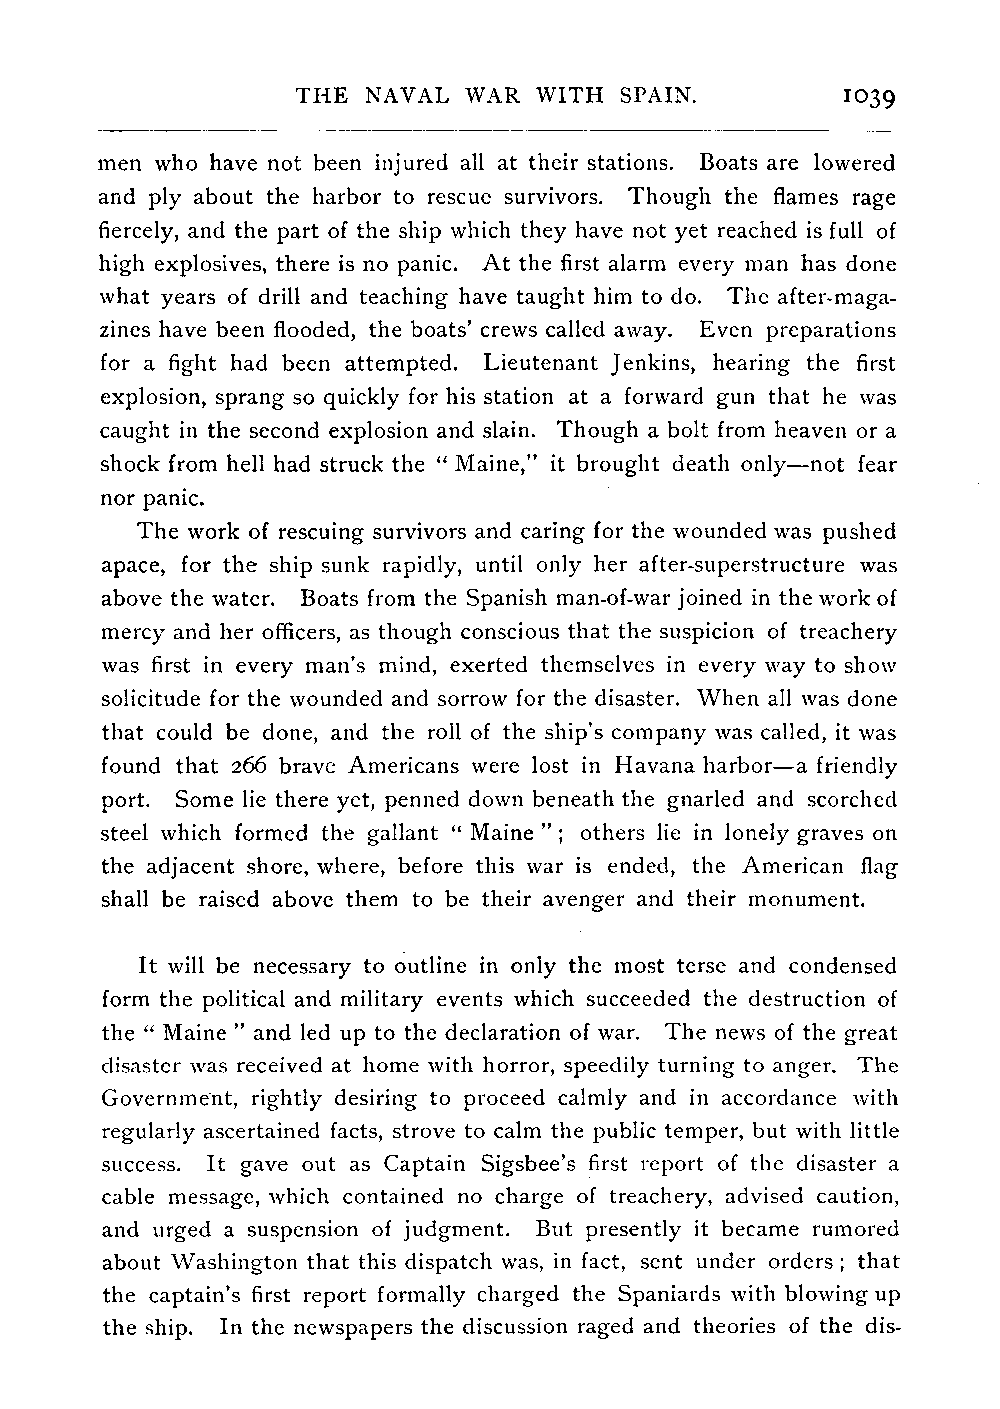 THE NAVAL WAR WITH SPAIN. 1039
men who have not been injured all at their stations. Boats are lowered
and ply about the harbor to rescue survivors. Though the flames rage
fiercely, and the part of the ship which they have not yet reached is full of
high explosives, there is no panic. At the first alarm every man has done
what years of drill and teaching have taught him to do. The after-maga-
zines have been flooded, the boats' crews called away. Even preparations
for a fight had been attempted. Lieutenant Jenkins, hearing the first
explosion, sprang so quickly for his station at a forward gun that he was
caught in the second explosion and slain. Though a bolt from heaven or a
shock from hell had struck the “ Maine,” it brought death only—not fear
nor panic.
The work of rescuing survivors and caring for the wounded was pushed
apace, for the ship sunk rapidly, until only her after-superstructure was
above the water. Boats from the Spanish man-of-war joined in the work of
mercy and her officers, as though conscious that the suspicion of treachery
was first in every man's mind, exerted themselves in every way to show
solicitude for the wounded and sorrow for the disaster. When all was done
that could be done, and the roll of the ship's company was called, it was
found that 266 brave Americans were lost in Havana harbor—a friendly
port. Some lie there yet, penned down beneath the gnarled and scorched
steel which formed the gallant “ Maine ” ; others lie in lonely graves on
the adjacent shore, where, before this war is ended, the American flag
shall be raised above them to be their avenger and their monument.
It will be necessary to outline in only the most terse and condensed
form the political and military events which succeeded the destruction of
the “ Maine ” and led up to the declaration of war. The news of the great
disaster was received at home with horror, speedily turning to anger. The
Government, rightly desiring to proceed calmly and in accordance with
regularly ascertained facts, strove to calm the public temper, but with little
success. It gave out as Captain Sigsbee's first report of the disaster a
cable message, which contained no charge of treachery, advised caution,
and urged a suspension of judgment. But presently it became rumored
about Washington that this dispatch was, in fact, sent under orders ; that
the captain's first report formally charged the Spaniards with blowing up
the ship. In the newspapers the discussion raged and theories of the dis-